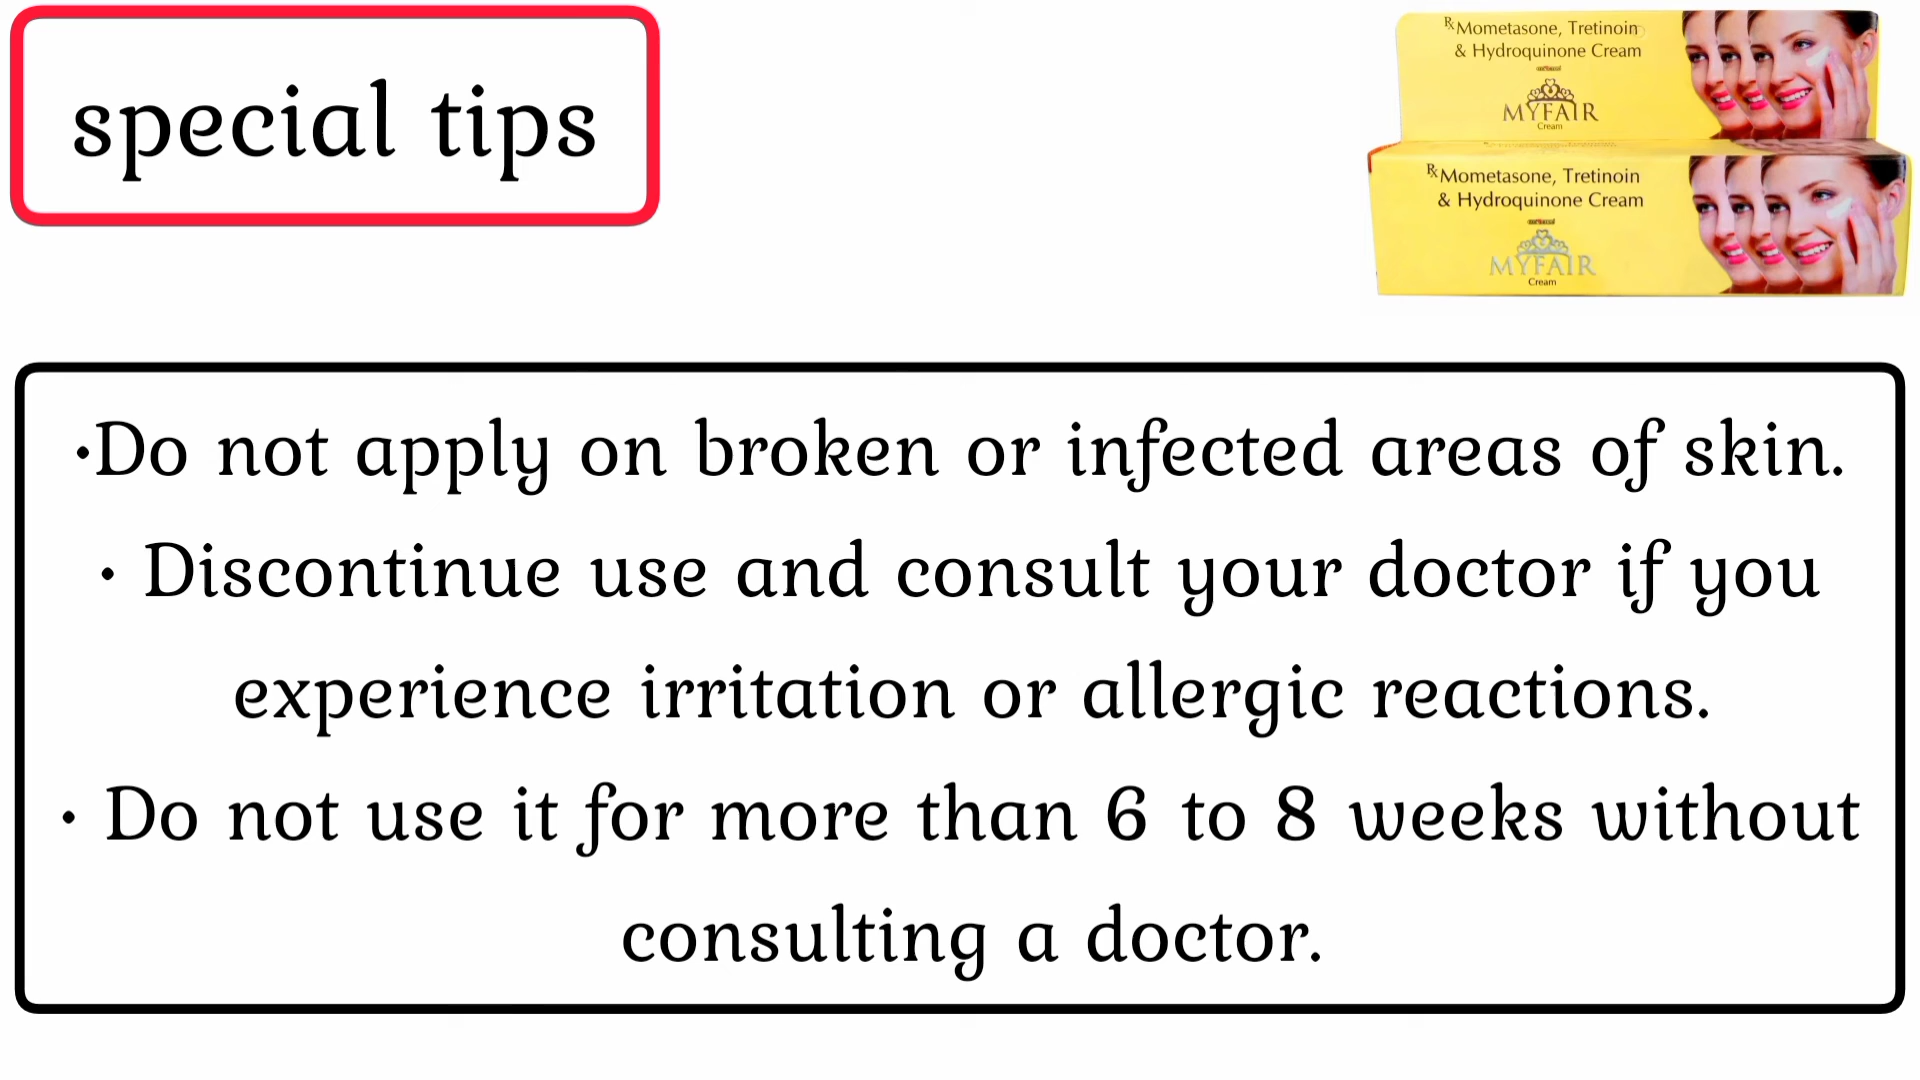 special tips
Rx Mometasone, Tretinoin
& Hydroquinone Cream
MYFAIR
Cream
Rx Mometasone, Tretinoin
& Hydroquinone Cream
MYFAIR
Cream
•Do not apply on broken or infected areas of skin.
• Discontinue use and consult your doctor if you
experience irritation or allergic reactions.
• Do not use it for more than 6 to 8 weeks without
consulting a doctor.